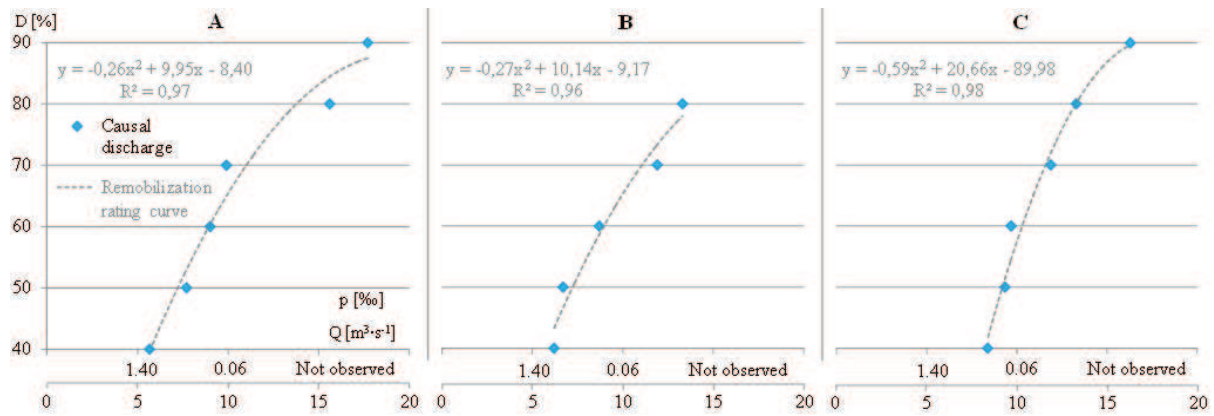 D [%] A B C
90
y = -0,26x² + 9,95x - 8,40
R² = 0,97
y = -0,27x² + 10,14x - 9,17
R² = 0,96
y = -0,59x² + 20,66x - 89,98
R² = 0,98
80
Causal
discharge
70
Remobilization
rating curve
60
50
p [‰]
Q [m³·s⁻¹]
40
1.40 0.06 Not observed
1.40 0.06 Not observed
1.40 0.06 Not observed
0 5 10 15 20
0 5 10 15 20
0 5 10 15 20